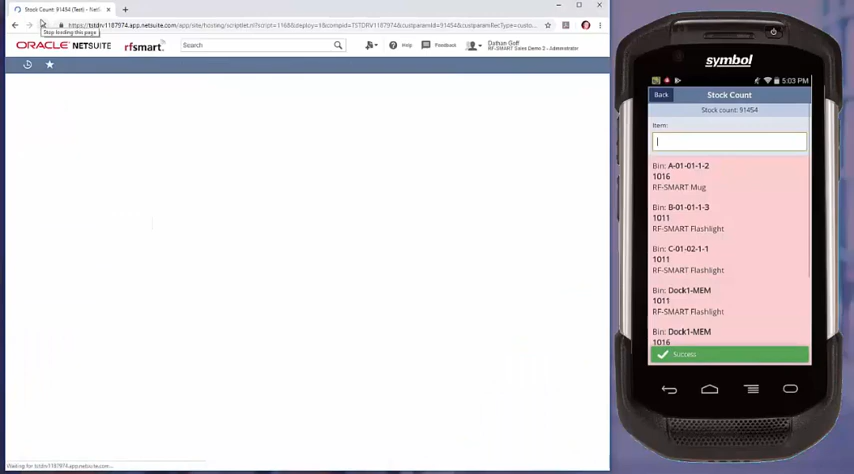 Stock Count: 91454 (Test) - Net
https://tstdrv1187974.app.netsuite.com/app/site/hosting/scriptlet.nl?script=1168&deploy=1&compid=TSTDRV1187974&custparamId=91454&custparamRecType=custo...
Stop loading this page
ORACLE NETSUITE
rfsmart
Search
Help
Feedback
Dathan Goff
RF-SMART Sales Demo 2 - Administrator
Waiting for tstdrv1187974.app.netsuite.com...
symbol
5:03 PM
Back
Stock Count
Stock count: 91454
Item:
Bin: A-01-01-1-2
1016
RF-SMART Mug
Bin: B-01-01-1-3
1011
RF-SMART Flashlight
Bin: C-01-02-1-1
1011
RF-SMART Flashlight
Bin: Dock1-MEM
1011
RF-SMART Flashlight
Bin: Dock1-MEM
1016
Success